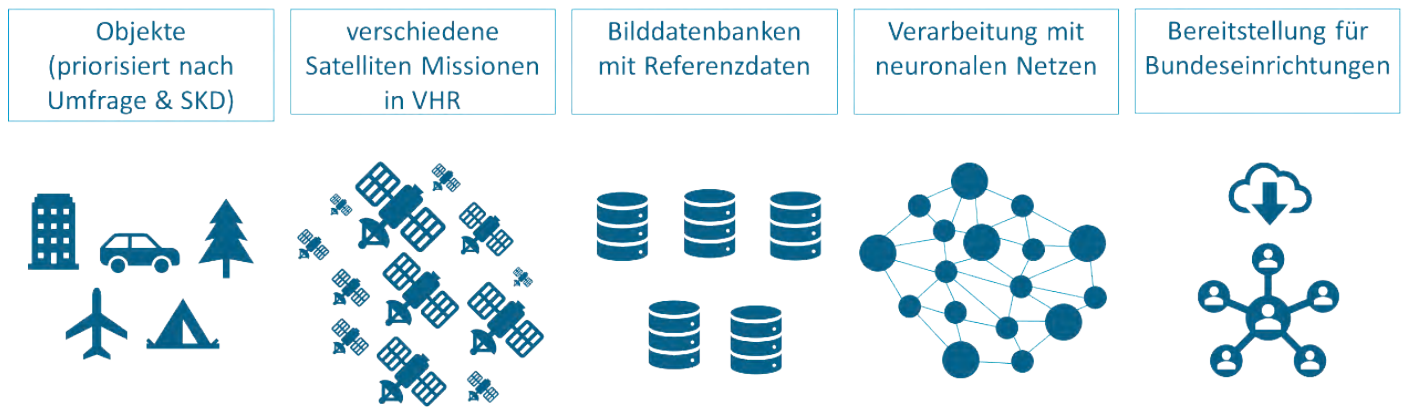 Objekte
(priorisiert nach
Umfrage & SKD)
verschiedene
Satelliten Missionen
in VHR
Bilddatenbanken
mit Referenzdaten
Verarbeitung mit
neuronalen Netzen
Bereitstellung für
Bundeseinrichtungen